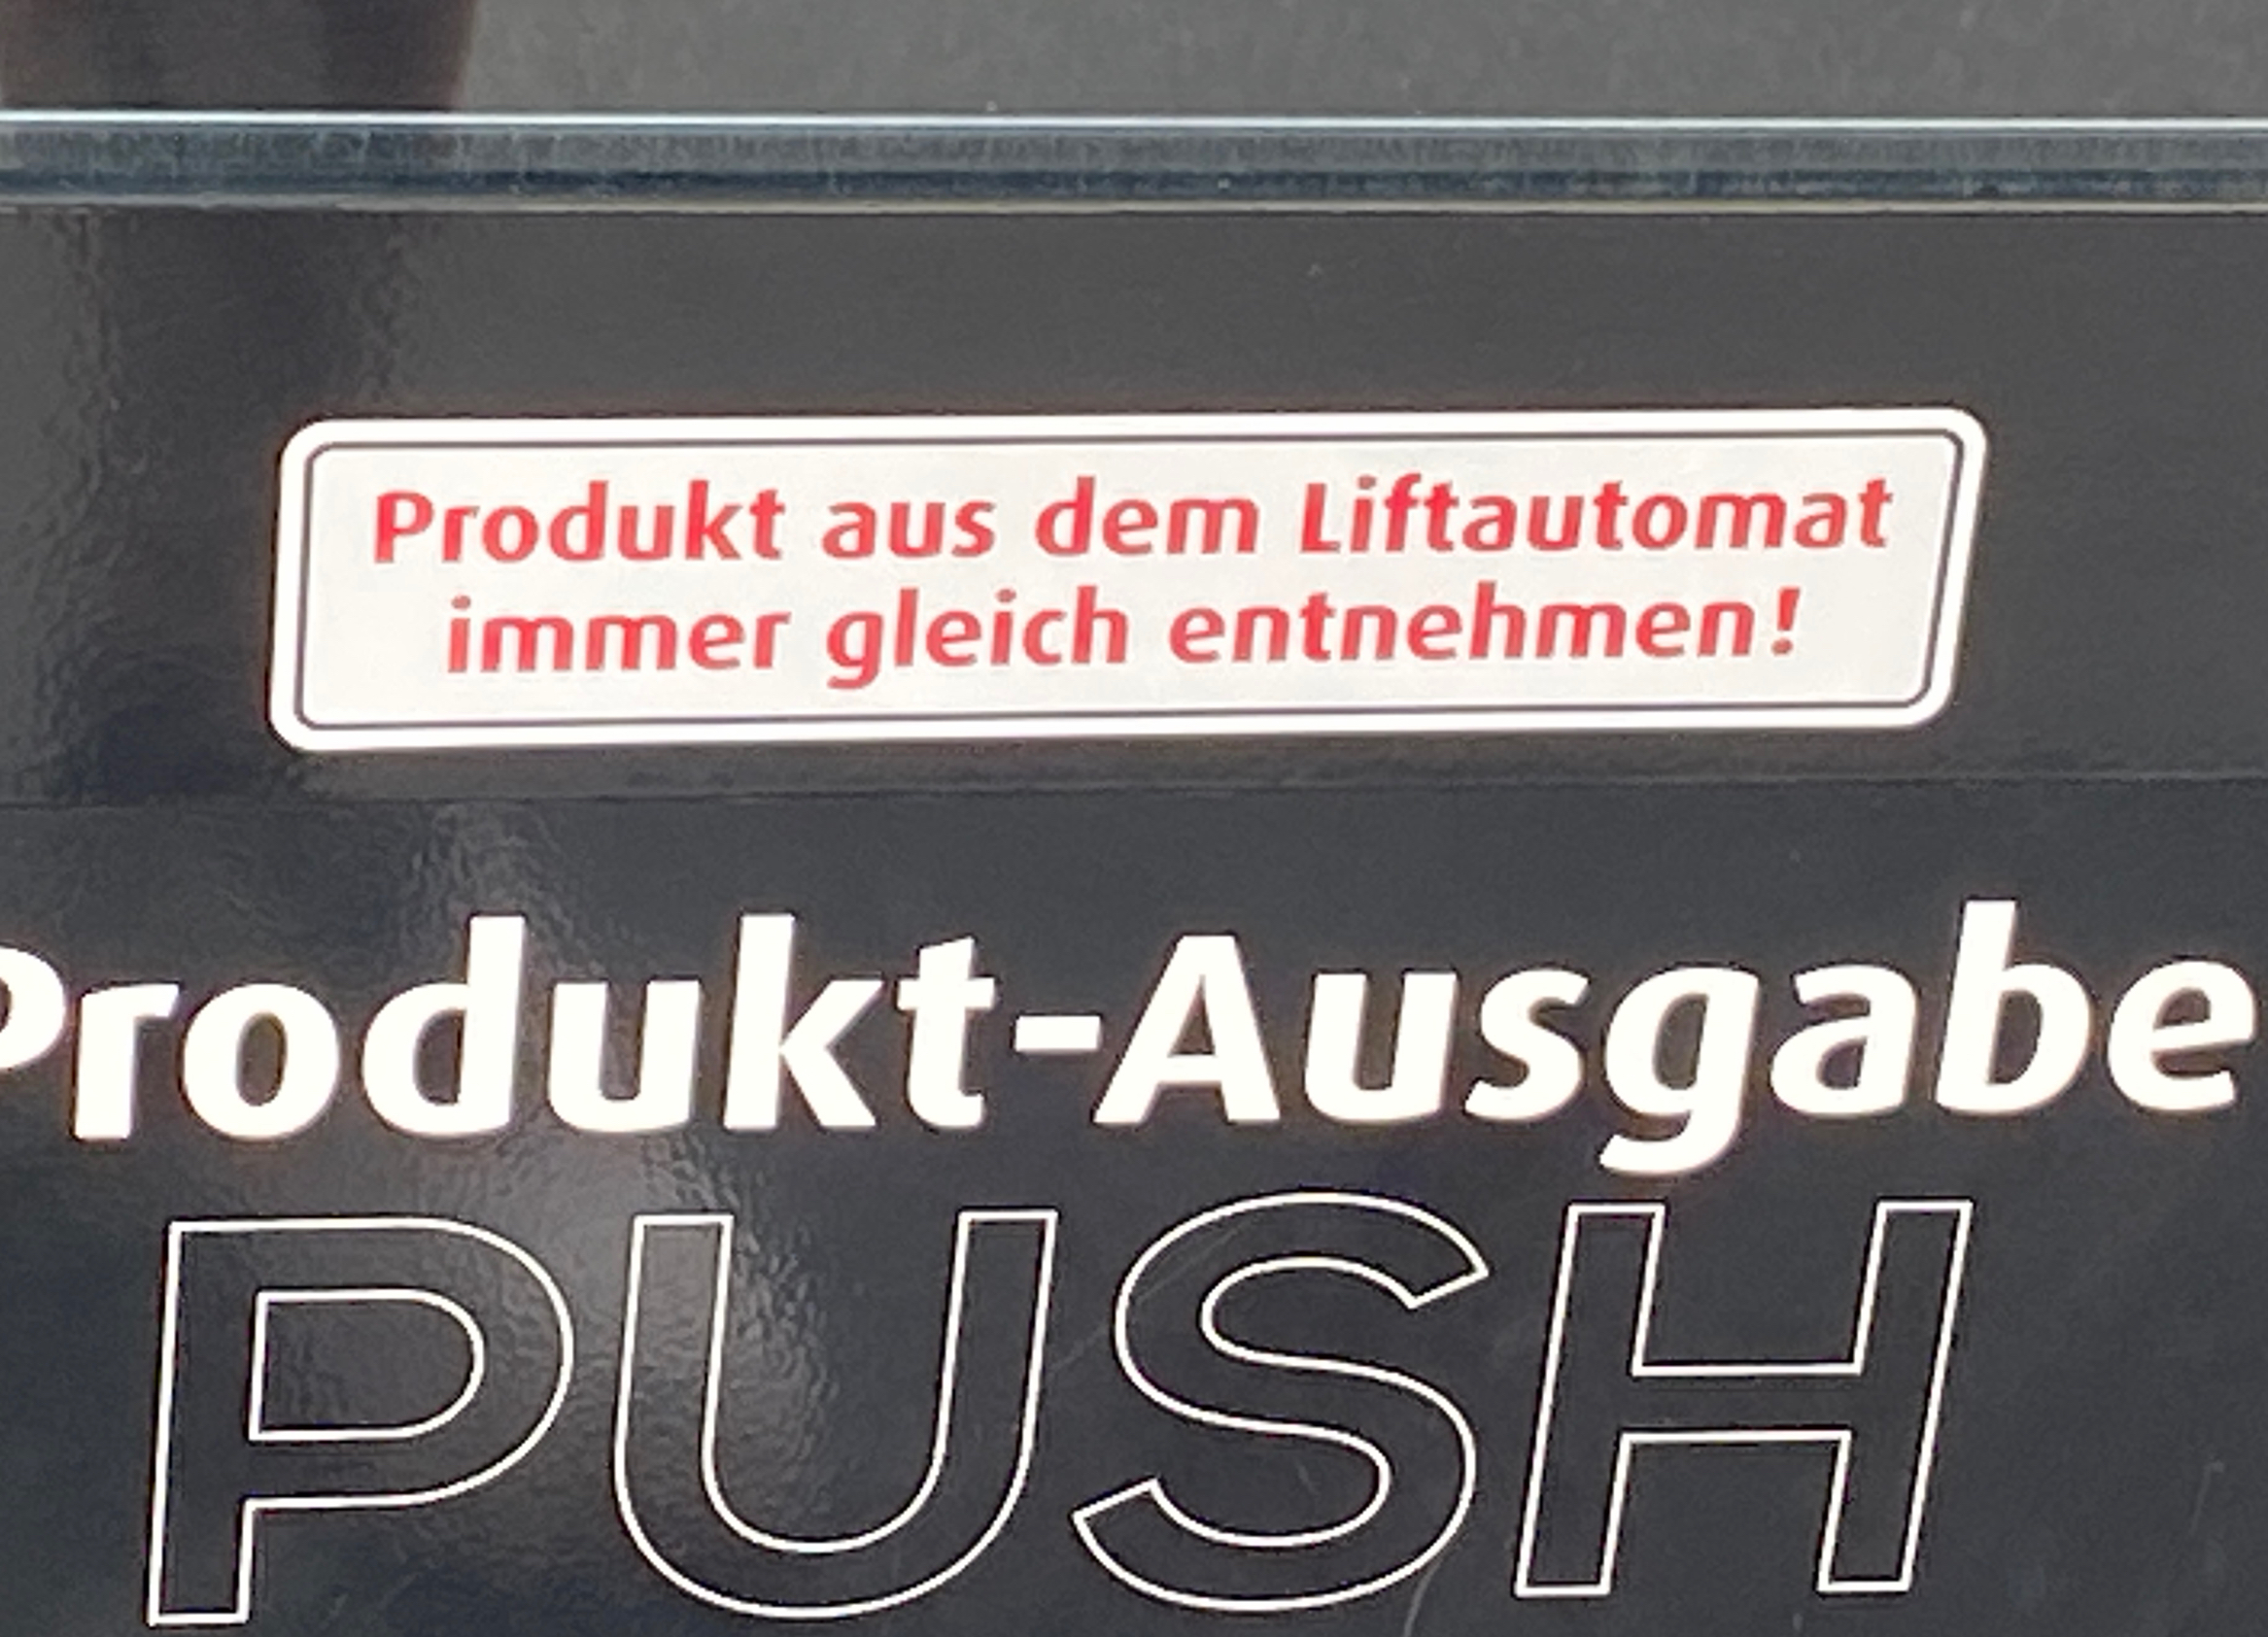 Produkt aus dem Liftautomat
immer gleich entnehmen!
Produkt-Ausgabe
PUSH